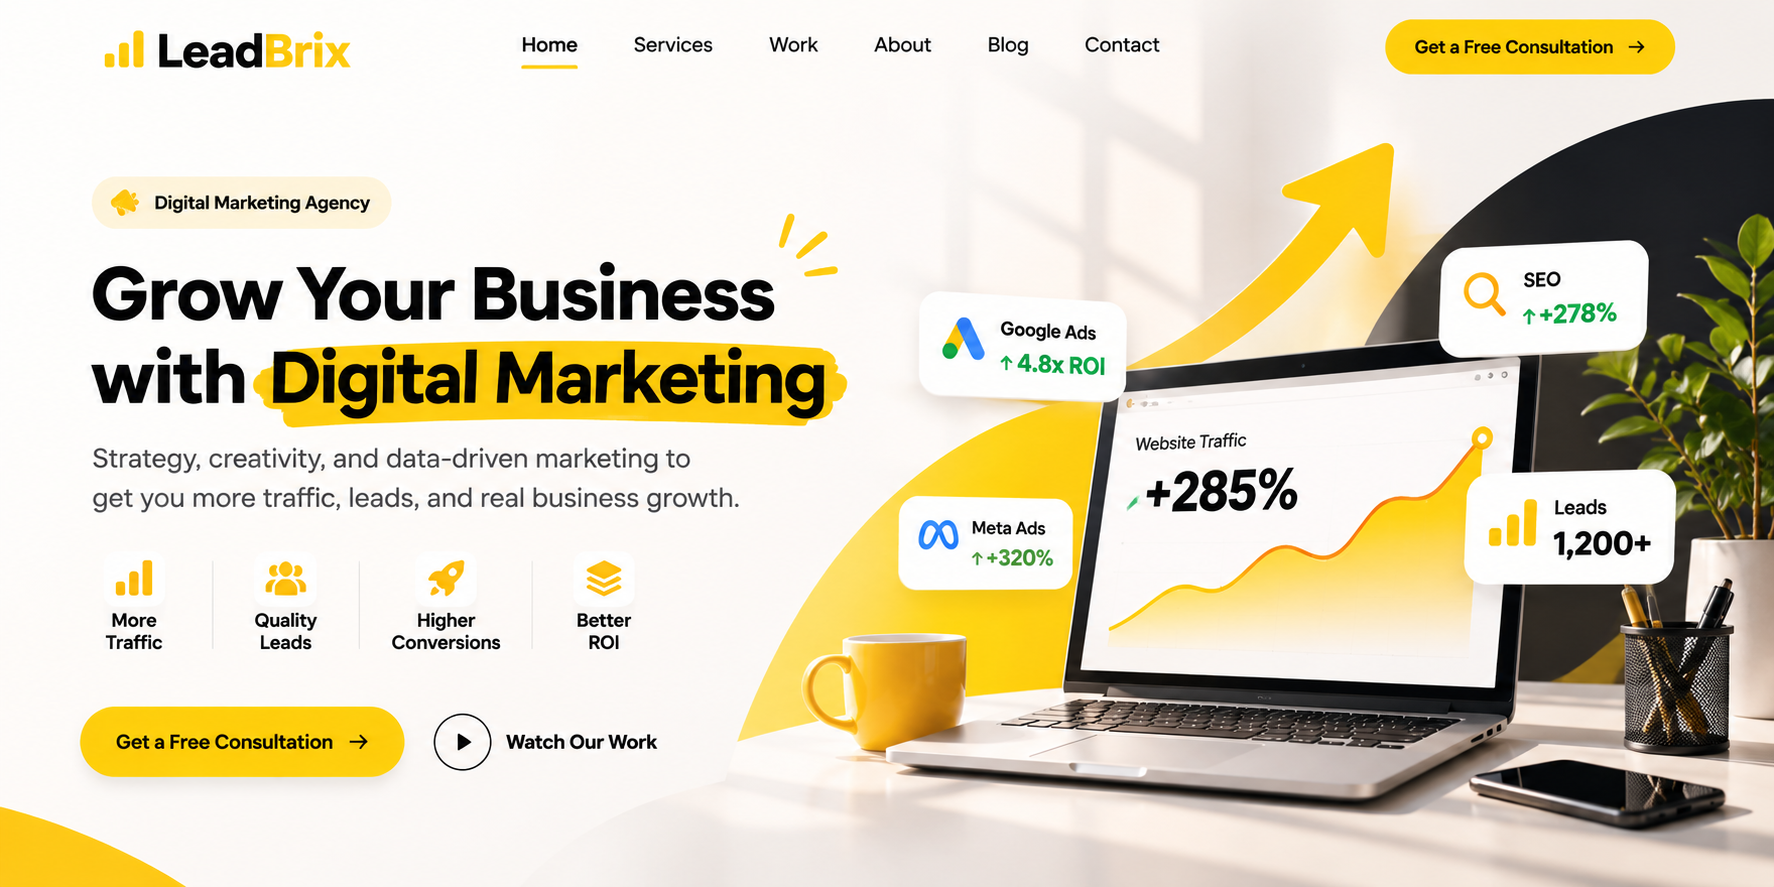 LeadBrix
Home
Services
Work
About
Blog
Contact
Get a Free Consultation →
Digital Marketing Agency
Grow Your Business
with Digital Marketing
Strategy, creativity, and data-driven marketing to
get you more traffic, leads, and real business growth.
More
Traffic
Quality
Leads
Higher
Conversions
Better
ROI
Get a Free Consultation →
Watch Our Work
Google Ads
↑ 4.8x ROI
SEO
↑ +278%
Website Traffic
+285%
Meta Ads
↑ +320%
Leads
1,200+